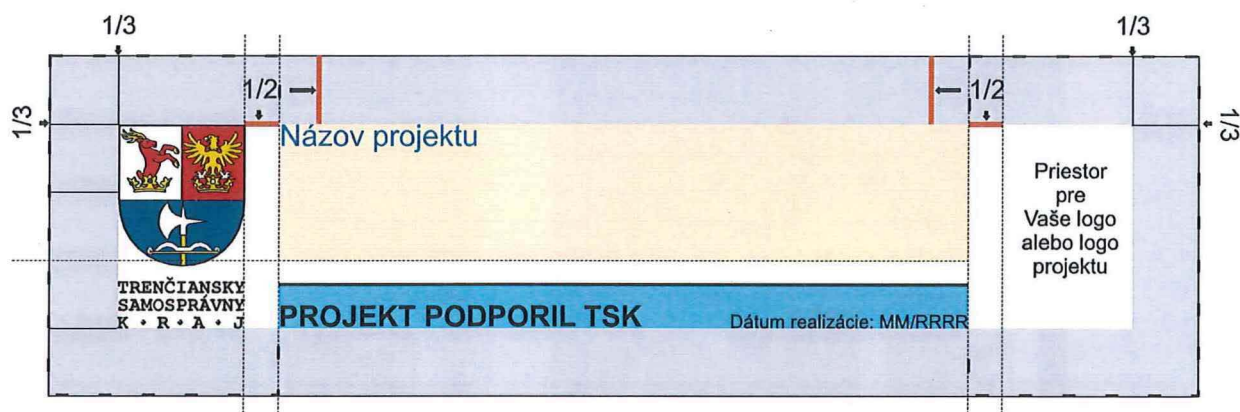 1/3
1/3
1/2
1/2
1/3
1/3
Názov projektu
Priestor
pre
Vaše logo
alebo logo
projektu
TRENČIANSKY
SAMOSPRÁVNY
K · R · A · J
PROJEKT PODPORIL TSK
Dátum realizácie: MM/RRRR